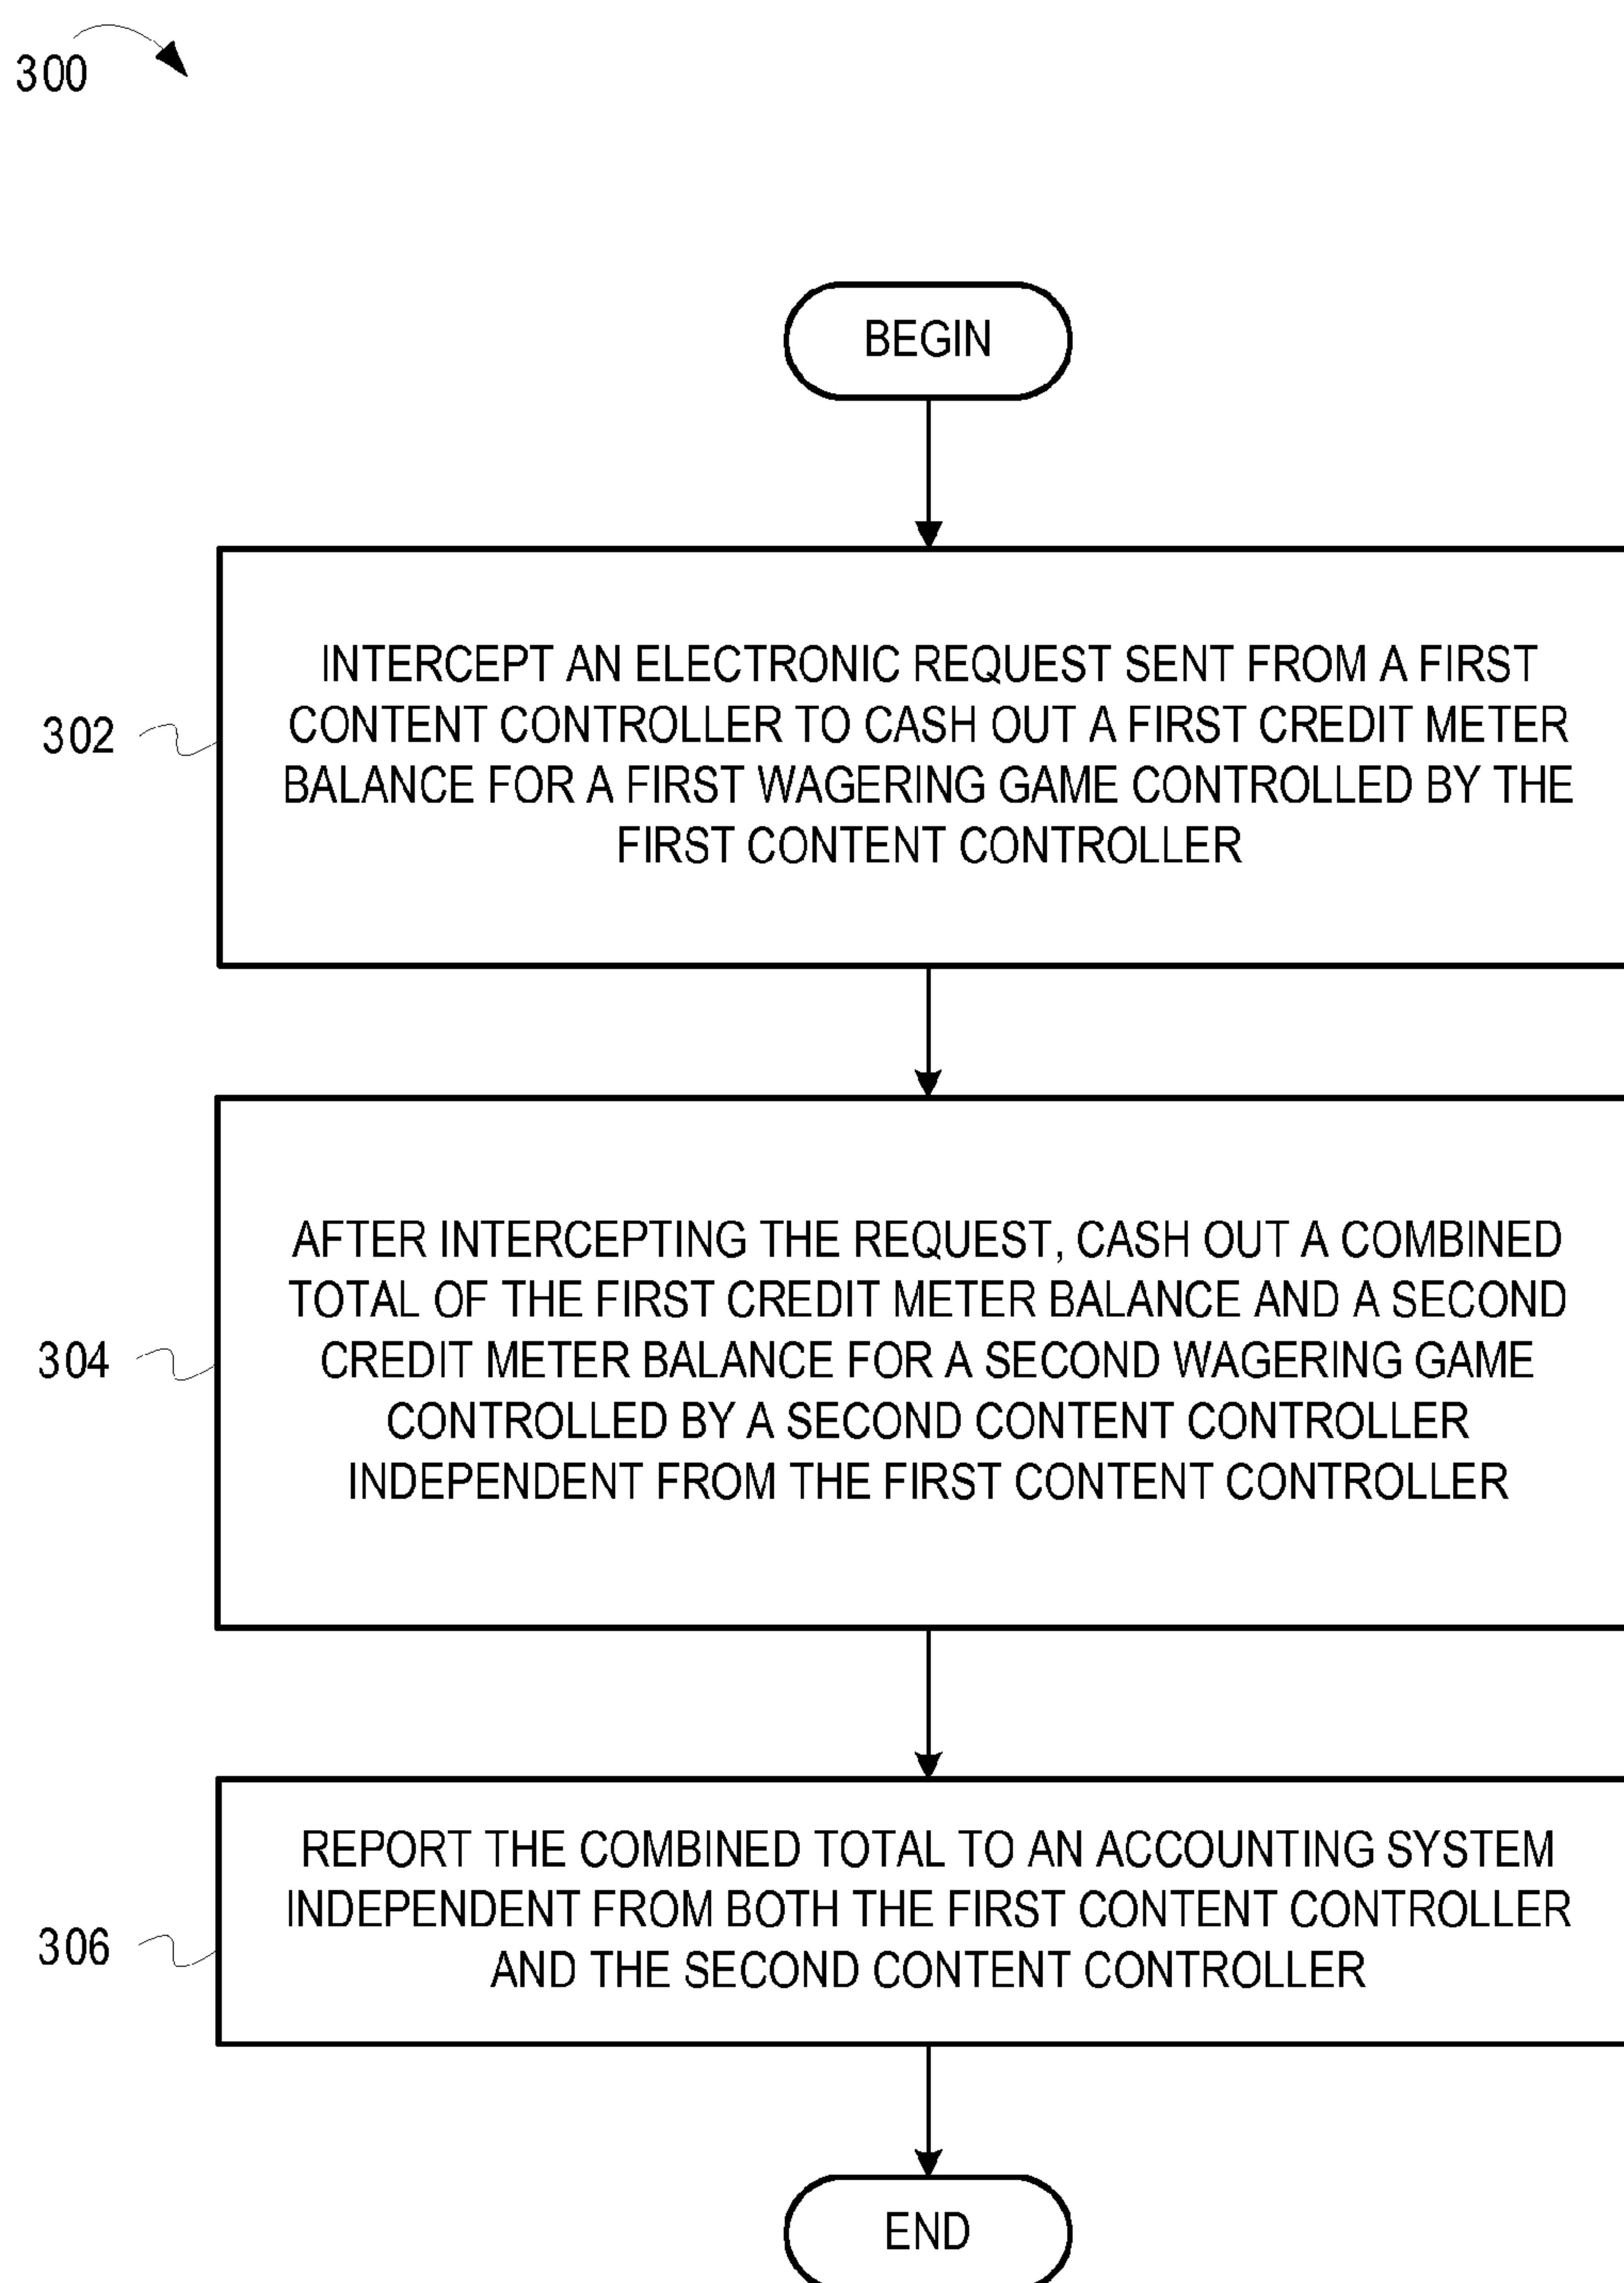 300
BEGIN
302
INTERCEPT AN ELECTRONIC REQUEST SENT FROM A FIRST
CONTENT CONTROLLER TO CASH OUT A FIRST CREDIT METER
BALANCE FOR A FIRST WAGERING GAME CONTROLLED BY THE
FIRST CONTENT CONTROLLER
304
AFTER INTERCEPTING THE REQUEST, CASH OUT A COMBINED
TOTAL OF THE FIRST CREDIT METER BALANCE AND A SECOND
CREDIT METER BALANCE FOR A SECOND WAGERING GAME
CONTROLLED BY A SECOND CONTENT CONTROLLER
INDEPENDENT FROM THE FIRST CONTENT CONTROLLER
306
REPORT THE COMBINED TOTAL TO AN ACCOUNTING SYSTEM
INDEPENDENT FROM BOTH THE FIRST CONTENT CONTROLLER
AND THE SECOND CONTENT CONTROLLER
END